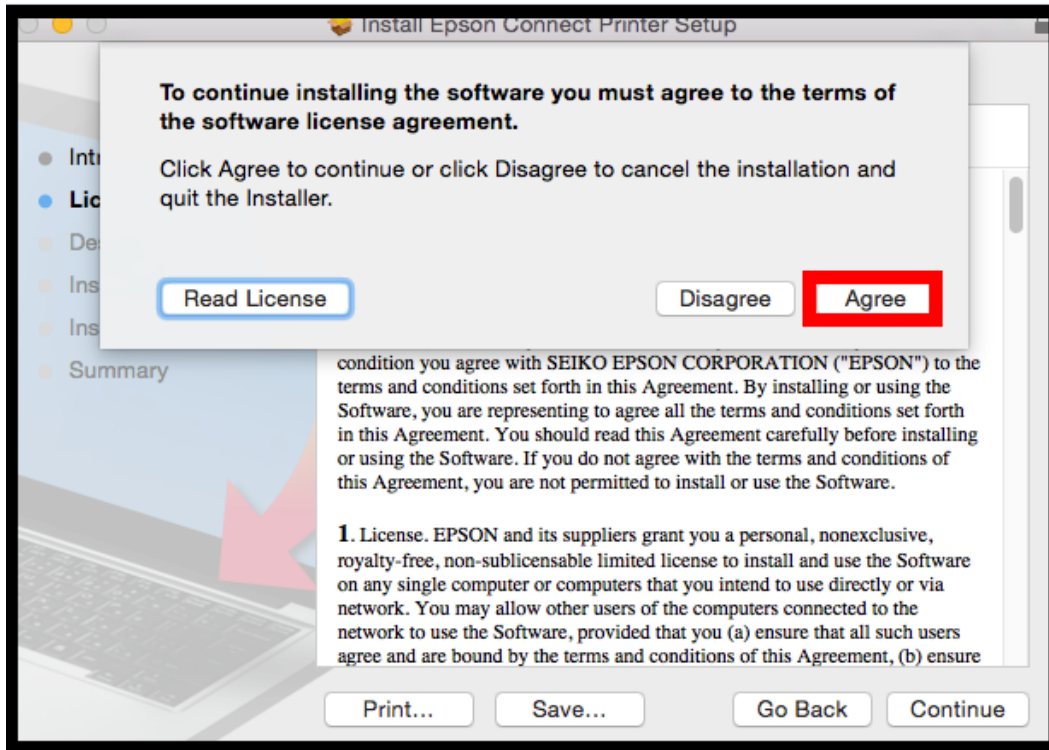 Install Epson Connect Printer Setup
To continue installing the software you must agree to the terms of
the software license agreement.
Click Agree to continue or click Disagree to cancel the installation and
quit the Installer.
Read License
Disagree
Agree
Summary
condition you agree with SEIKO EPSON CORPORATION ("EPSON") to the
terms and conditions set forth in this Agreement. By installing or using the
Software, you are representing to agree all the terms and conditions set forth
in this Agreement. You should read this Agreement carefully before installing
or using the Software. If you do not agree with the terms and conditions of
this Agreement, you are not permitted to install or use the Software.
1. License. EPSON and its suppliers grant you a personal, nonexclusive,
royalty-free, non-sublicensable limited license to install and use the Software
on any single computer or computers that you intend to use directly or via
network. You may allow other users of the computers connected to the
network to use the Software, provided that you (a) ensure that all such users
agree and are bound by the terms and conditions of this Agreement, (b) ensure
Print...
Save...
Go Back
Continue